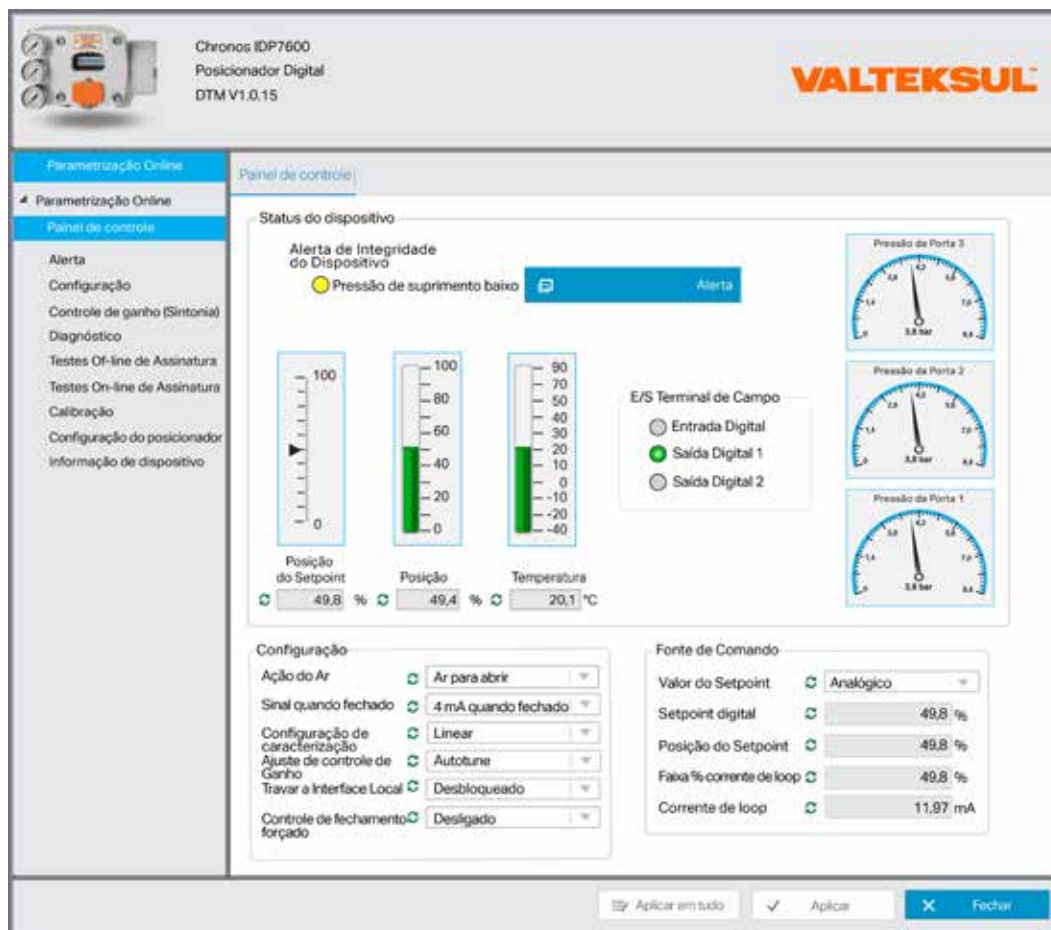 Chronos IDP7600
Posicionador Digital
DTM V1.0.15
VALTEKSUL
Parametrização Online
Parametrização Online
Painel de controle
Alerta
Configuração
Controle de ganho (Sintonia)
Diagnóstico
Testes Of-line de Assinatura
Testes On-line de Assinatura
Calibração
Configuração do posicionador
Informação de dispositivo
Painel de controle
Status do dispositivo
Alerta de Integridade
do Dispositivo
Pressão de suprimento baixo
Alerta
100
0
Posição
do Setpoint
49,8 %
100
80
60
40
20
0
Posição
49,4 %
90
70
50
40
30
20
10
0
-10
-20
-40
Temperatura
20,1 °C
E/S Terminal de Campo
Entrada Digital
Saída Digital 1
Saída Digital 2
Pressão da Porta 3
3,8 bar
Pressão da Porta 2
3,8 bar
Pressão da Porta 1
3,8 bar
Configuração
Ação do Ar
Ar para abrir
Sinal quando fechado
4 mA quando fechado
Configuração de
caracterização
Linear
Ajuste de controle de
Ganho
Autotune
Travar a Interface Local
Desbloqueado
Controle de fechamento
forçado
Desligado
Fonte de Comando
Valor do Setpoint
Analógico
Setpoint digital
49,8 %
Posição do Setpoint
49,8 %
Faixa % corrente de loop
49,8 %
Corrente de loop
11,97 mA
Aplicar em tudo
Aplicar
Fechar